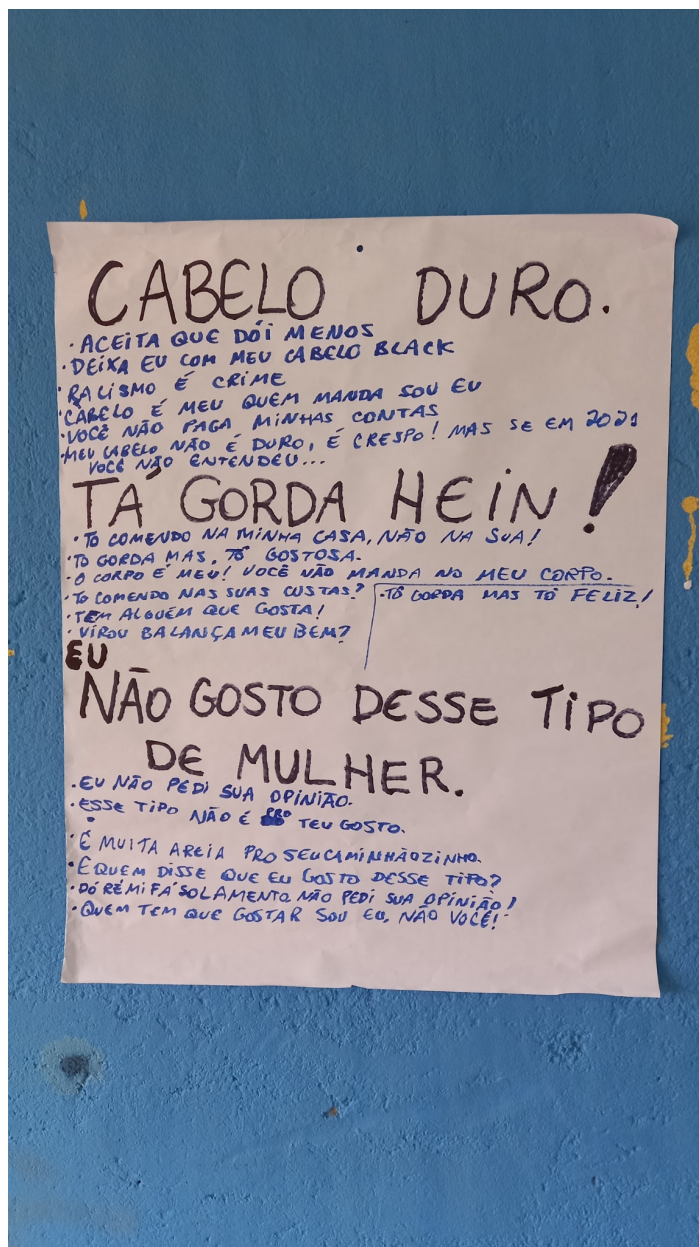 CABELO DURO.
· ACEITA QUE DÓI MENOS
· DEIXA EU COM MEU CABELO BLACK
· RACISMO É CRIME
· CABELO É MEU QUEM MANDA SOU EU
· VOCÊ NÃO PAGA MINHAS CONTAS
· MEU CABELO NÃO É DURO, É CRESPO! MAS SE EM 2021
VOCÊ NÃO ENTENDEU...
TÁ GORDA HEIN!
· TÔ COMENDO NA MINHA CASA, NÃO NA SUA!
· TÔ GORDA MAS, TÔ GOSTOSA.
· O CORPO É MEU! VOCÊ NÃO MANDA NO MEU CORPO.
· TÔ COMENDO NAS SUAS CUSTAS?
· TÔ GORDA MAS TÔ FELIZ!
· TEM ALGUÉM QUE GOSTA!
· VIROU BALANÇA MEU BEM?
EU
NÃO GOSTO DESSE TIPO
DE MULHER.
· EU NÃO PEDI SUA OPINIÃO.
· ESSE TIPO NÃO É TEU GOSTO.
· É MUITA AREIA PRO SEU CAMINHÃOZINHO.
· E QUEM DISSE QUE EU GOSTO DESSE TIPO?
· DÓ RÉ MI FÁ SOLAMENTO NÃO PEDI SUA OPINIÃO!
· QUEM TEM QUE GOSTAR SOU EU, NÃO VOCÊ!